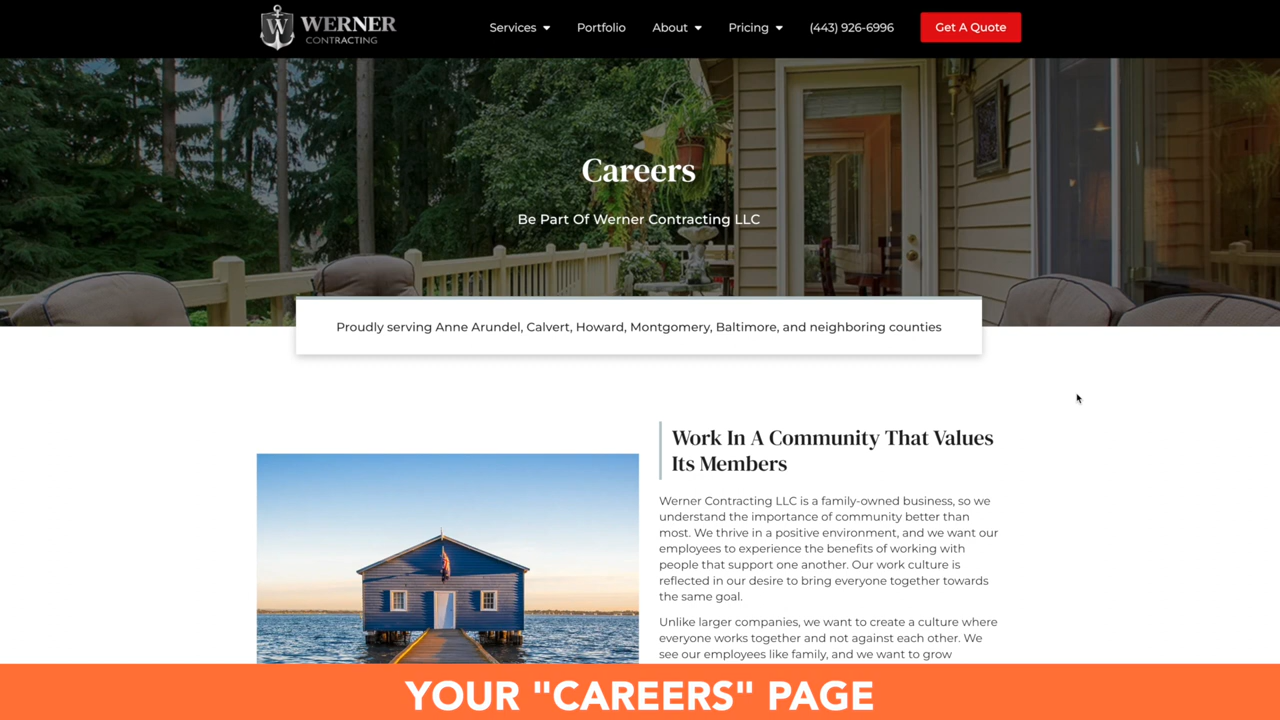 W WERNER
CONTRACTING
Services
Portfolio
About
Pricing
(443) 926-6996
Get A Quote
Careers
Be Part Of Werner Contracting LLC
Proudly serving Anne Arundel, Calvert, Howard, Montgomery, Baltimore, and neighboring counties
Work In A Community That Values
Its Members
Werner Contracting LLC is a family-owned business, so we
understand the importance of community better than
most. We thrive in a positive environment, and we want our
employees to experience the benefits of working with
people that support one another. Our work culture is
reflected in our desire to bring everyone together towards
the same goal.
Unlike larger companies, we want to create a culture where
everyone works together and not against each other. We
see our employees like family, and we want to grow
YOUR "CAREERS" PAGE